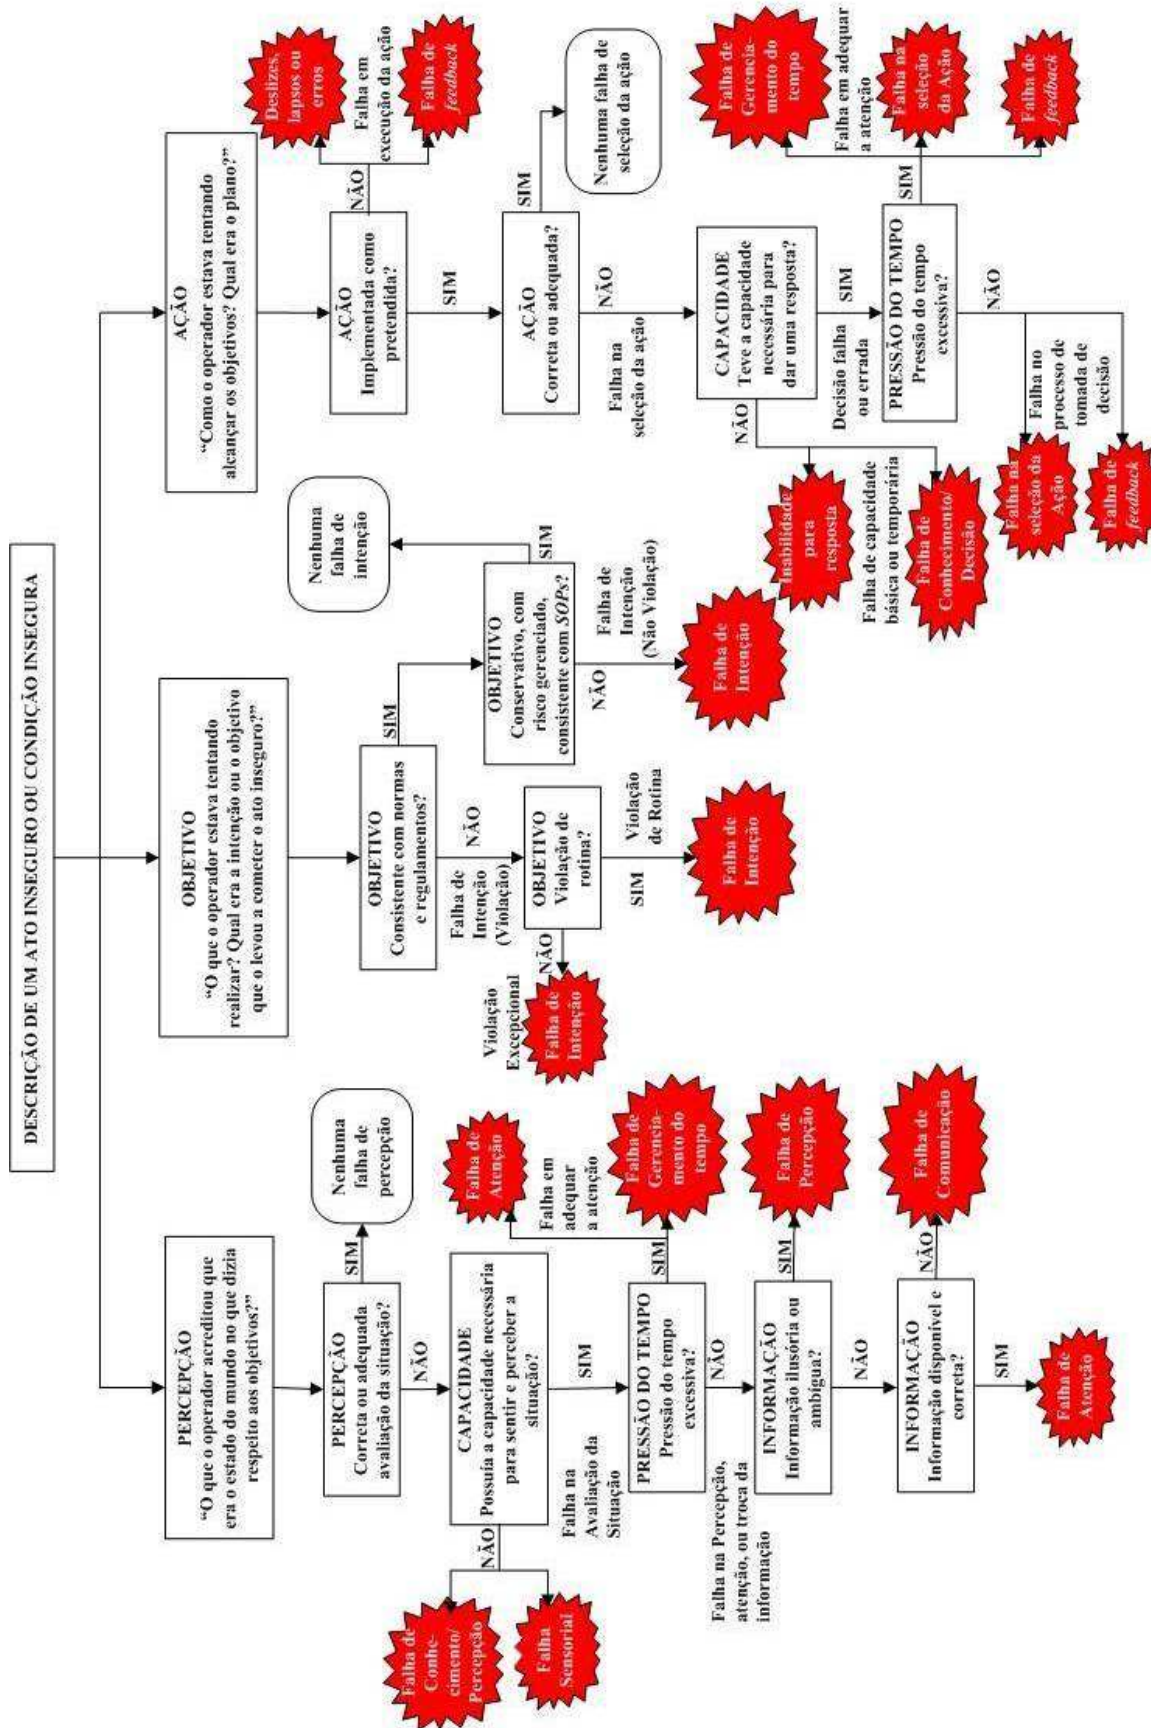 DESCRIÇÃO DE UM ATO INSEGURO OU CONDIÇÃO INSEGURA
PERCEPÇÃO
“O que o operador acreditou que
era o estado do mundo no que dizia
respeito aos objetivos?”
PERCEPÇÃO
Correta ou adequada
avaliação da situação?
SIM
Nenhuma
falha de
percepção
NÃO
CAPACIDADE
Possuía a capacidade necessária
para sentir e perceber a
situação?
NÃO
Falha de
Conhe-
cimento/
Percepção
Falha
Sensorial
SIM
Falha na
Avaliação da
Situação
PRESSÃO DO TEMPO
Pressão do tempo
excessiva?
SIM
Falha em
adequar
a atenção
Falha de
Atenção
Falha de
Gerencia-
mento do
tempo
NÃO
Falha na Percepção,
atenção, ou troca da
informação
INFORMAÇÃO
Informação ilusória ou
ambígua?
SIM
Falha de
Percepção
NÃO
INFORMAÇÃO
Informação disponível e
correta?
NÃO
Falha de
Comunicação
SIM
Falha de
Atenção
OBJETIVO
“O que o operador estava tentando
realizar? Qual era a intenção ou o objetivo
que o levou a cometer o ato inseguro?”
OBJETIVO
Consistente com normas
e regulamentos?
SIM
NÃO
Falha de
Intenção
(Violação)
OBJETIVO
Violação de
rotina?
NÃO
Violação
Excepcional
Falha de
Intenção
SIM
Violação
de Rotina
Falha de
Intenção
OBJETIVO
Conservativo, com
risco gerenciado,
consistente com SOPs?
SIM
Nenhuma
falha de
intenção
NÃO
Falha de
Intenção
(Não Violação)
Falha de
Intenção
AÇÃO
“Como o operador estava tentando
alcançar os objetivos? Qual era o plano?”
AÇÃO
Implementada como
pretendida?
NÃO
Falha em
execução da ação
Deslizes,
lapsos ou
erros
Falha de
feedback
SIM
AÇÃO
Correta ou adequada?
SIM
Nenhuma falha de
seleção da ação
NÃO
Falha na
seleção da ação
CAPACIDADE
Teve a capacidade
necessária para
dar uma resposta?
NÃO
Inabilidade
para
resposta
Falha de capacidade
básica ou temporária
Falha de
Conhecimento/
Decisão
SIM
Decisão falha
ou errada
PRESSÃO DO TEMPO
Pressão do tempo
excessiva?
SIM
Falha em adequar
a atenção
Falha de
Gerencia-
mento do
tempo
Falha na
seleção
da Ação
Falha de
feedback
NÃO
Falha no
processo de
tomada de
decisão
Falha na
seleção da
Ação
Falha de
feedback